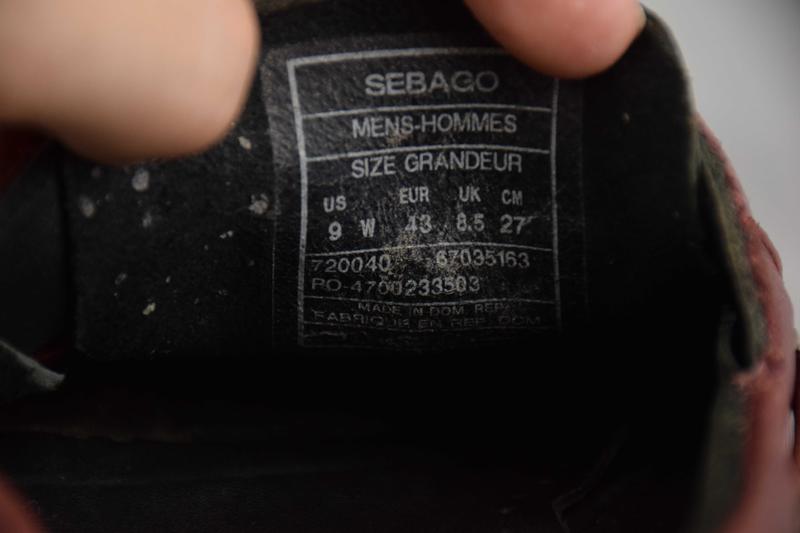 SEBAGO
MENS-HOMMES
SIZE GRANDEUR
US EUR UK CM
9 W 43 8.5 27
720040 67035163
PO-4700233503
MADE IN DOM. REP.
FABRIQUE EN REP. DOM.